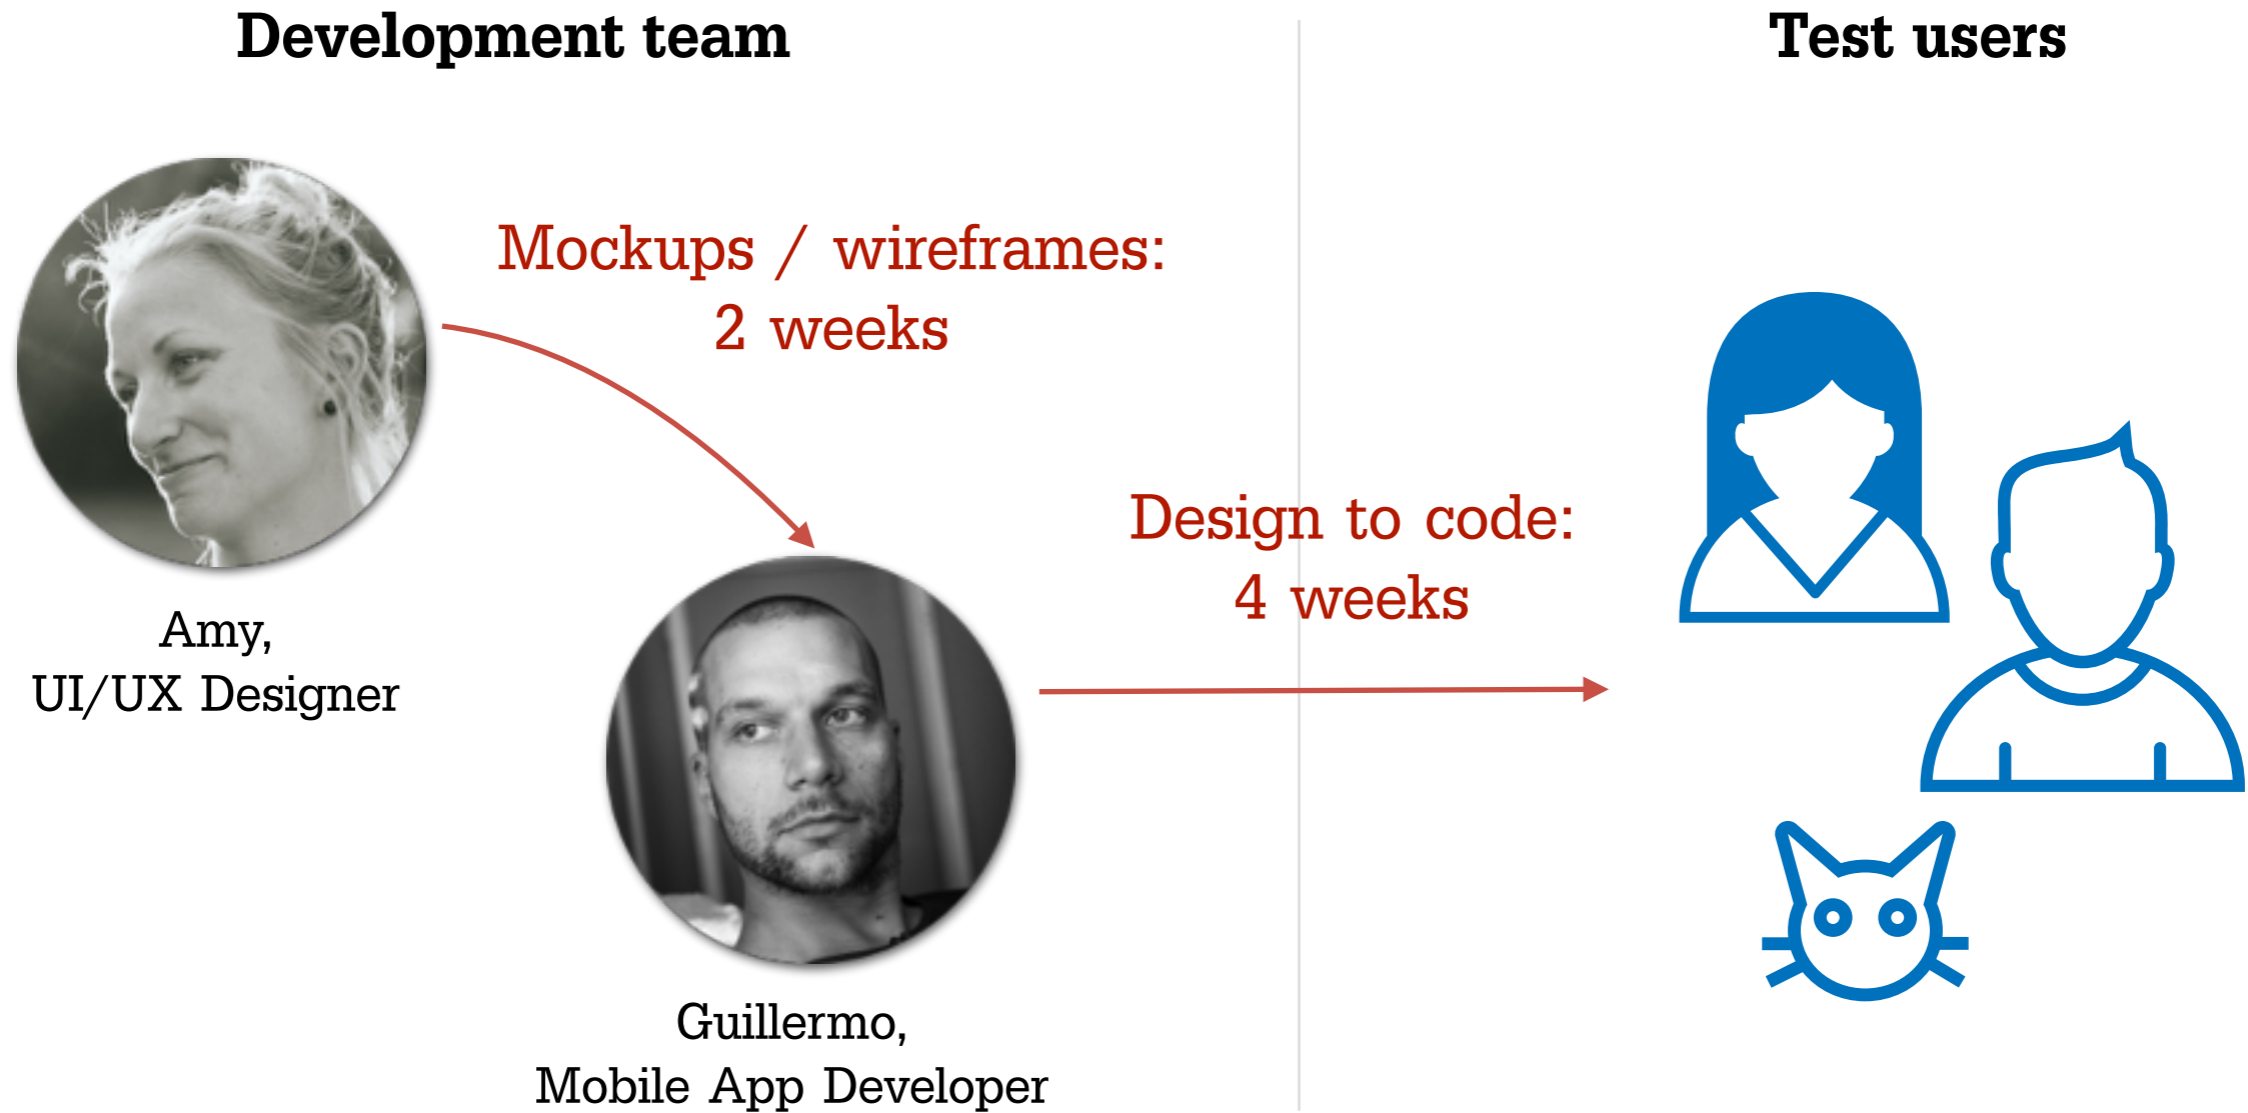 Development team
Test users
Mockups / wireframes:
2 weeks
Design to code:
4 weeks
Amy,
UI/UX Designer
Guillermo,
Mobile App Developer